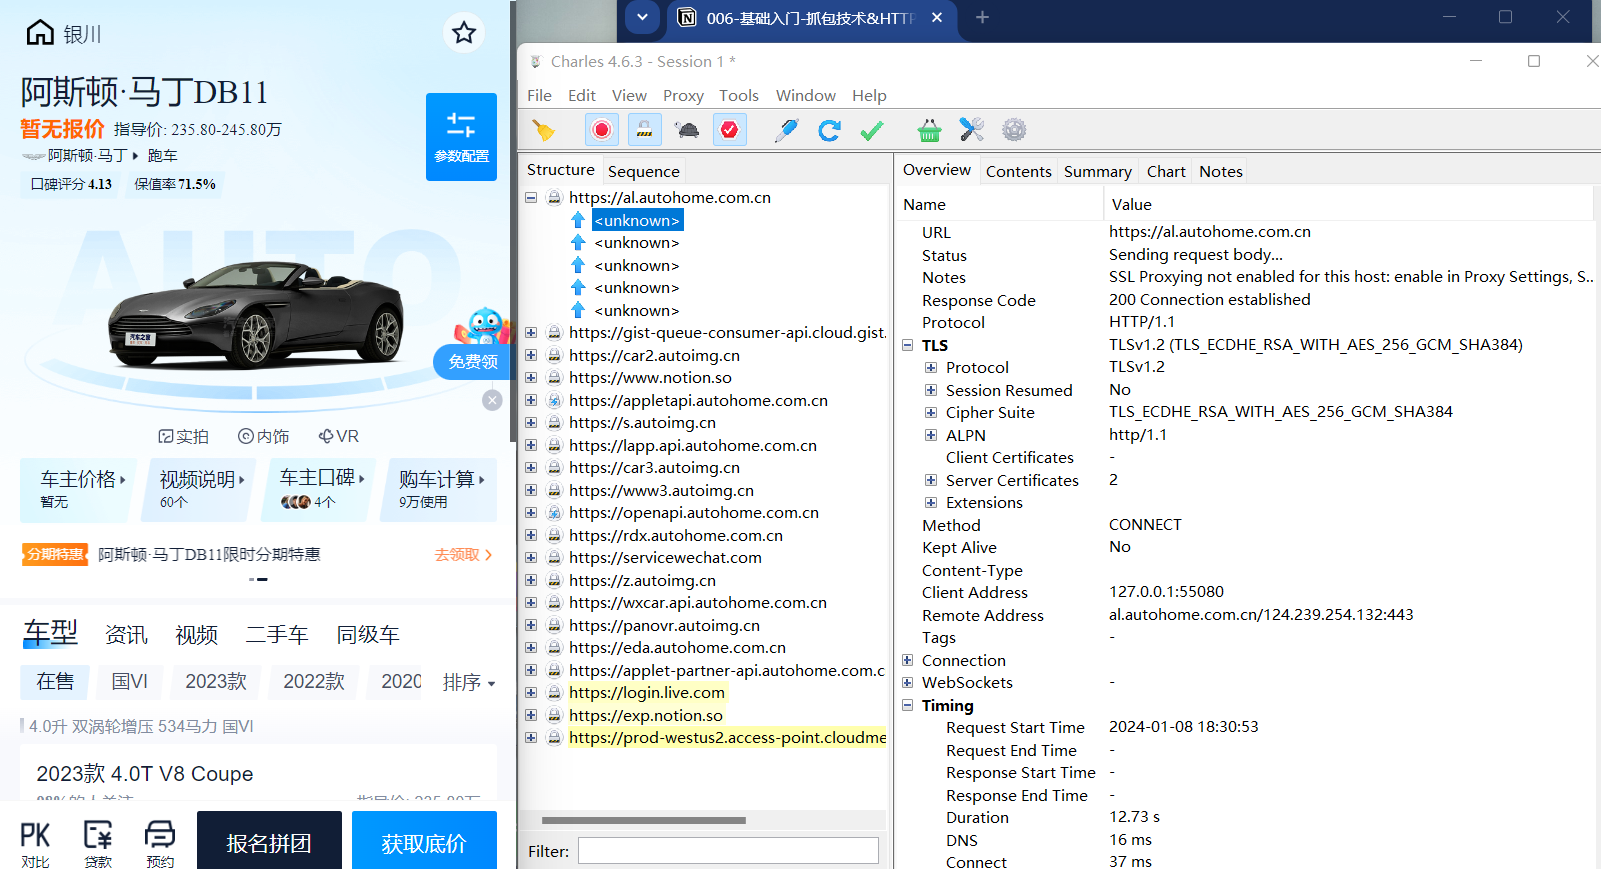 银川
阿斯顿·马丁DB11
暂无报价 指导价: 235.80-245.80万
阿斯顿·马丁 跑车
口碑评分 4.13 保值率 71.5%
参数配置
AUTO
汽车之家
免费领
实拍 内饰 VR
车主价格 视频说明 车主口碑 购车计算
暂无 60个 4个 9万使用
分期特惠 阿斯顿·马丁DB11限时分期特惠 去领取
车型 资讯 视频 二手车 同级车
在售 国VI 2023款 2022款 2020 排序
4.0升 双涡轮增压 534马力 国VI
2023款 4.0T V8 Coupe
PK
对比 贷款 预约 报名拼团 获取底价
006-基础入门-抓包技术&HTTP
Charles 4.6.3 - Session 1 *
File Edit View Proxy Tools Window Help
Structure Sequence
https://al.autohome.com.cn
<unknown>
<unknown>
<unknown>
<unknown>
<unknown>
https://gist-queue-consumer-api.cloud.gist.
https://car2.autoimg.cn
https://www.notion.so
https://appletapi.autohome.com.cn
https://s.autoimg.cn
https://lapp.api.autohome.com.cn
https://car3.autoimg.cn
https://www3.autoimg.cn
https://openapi.autohome.com.cn
https://rdx.autohome.com.cn
https://servicewechat.com
https://z.autoimg.cn
https://wxcar.api.autohome.com.cn
https://panovr.autoimg.cn
https://eda.autohome.com.cn
https://applet-partner-api.autohome.com.c
https://login.live.com
https://exp.notion.so
https://prod-westus2.access-point.cloudme
Filter:
Overview Contents Summary Chart Notes
Name Value
URL https://al.autohome.com.cn
Status Sending request body...
Notes SSL Proxying not enabled for this host: enable in Proxy Settings, S..
Response Code 200 Connection established
Protocol HTTP/1.1
TLS TLSv1.2 (TLS_ECDHE_RSA_WITH_AES_256_GCM_SHA384)
Protocol TLSv1.2
Session Resumed No
Cipher Suite TLS_ECDHE_RSA_WITH_AES_256_GCM_SHA384
ALPN http/1.1
Client Certificates -
Server Certificates 2
Extensions
Method CONNECT
Kept Alive No
Content-Type
Client Address 127.0.0.1:55080
Remote Address al.autohome.com.cn/124.239.254.132:443
Tags -
Connection
WebSockets -
Timing
Request Start Time 2024-01-08 18:30:53
Request End Time -
Response Start Time -
Response End Time -
Duration 12.73 s
DNS 16 ms
Connect 37 ms